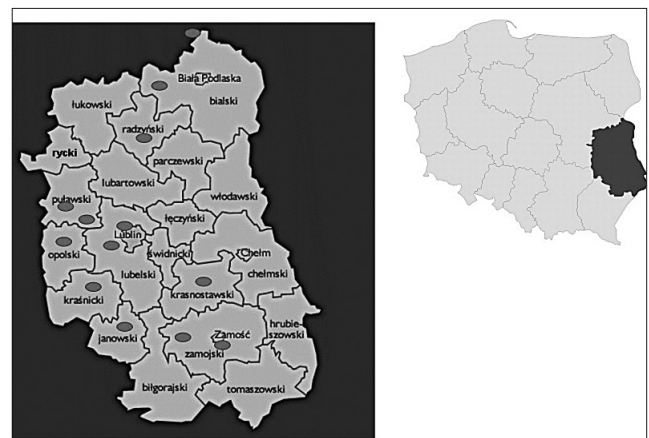 Biała Podlaska
łukowski
bialski
radzyński
rycki
parczewski
lubartowski
włodawski
puławski
łęczyński
Lublin
opolski
świdnicki
Chełm
lubelski
chełmski
kraśnicki
krasnostawski
hrubie-
szowski
janowski
Zamość
zamojski
biłgorajski
tomaszowski